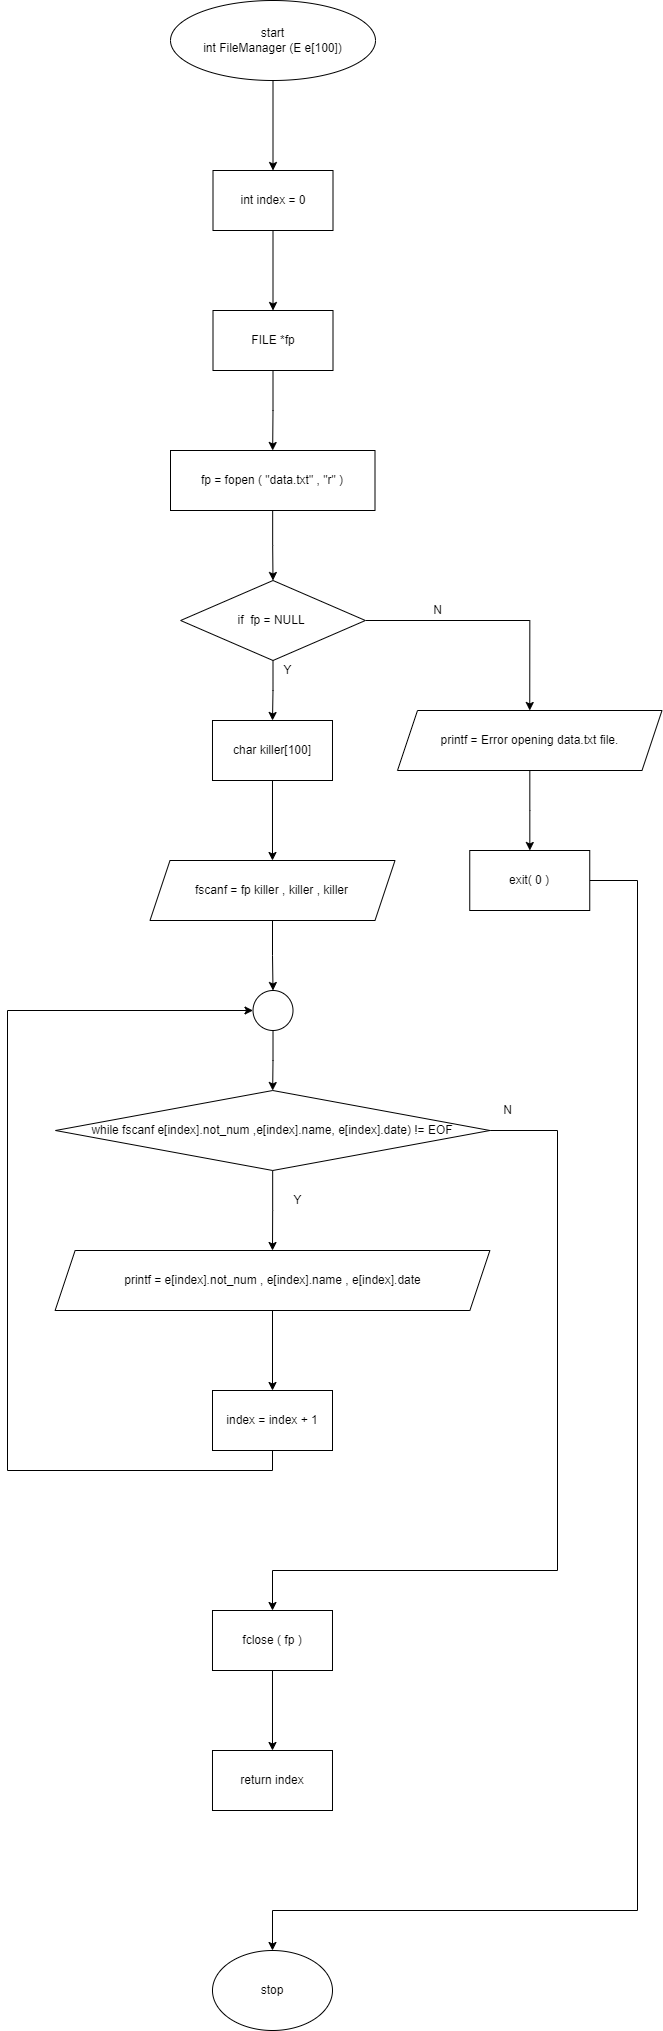 start
int FileManager (E e[100])
int index = 0
FILE *fp
fp = fopen ( "data.txt" , "r" )
if  fp = NULL
N
Y
char killer[100]
printf = Error opening data.txt file.
fscanf = fp killer , killer , killer
exit( 0 )
while fscanf e[index].not_num ,e[index].name, e[index].date) != EOF
N
Y
printf = e[index].not_num , e[index].name , e[index].date
index = index + 1
fclose ( fp )
return index
stop